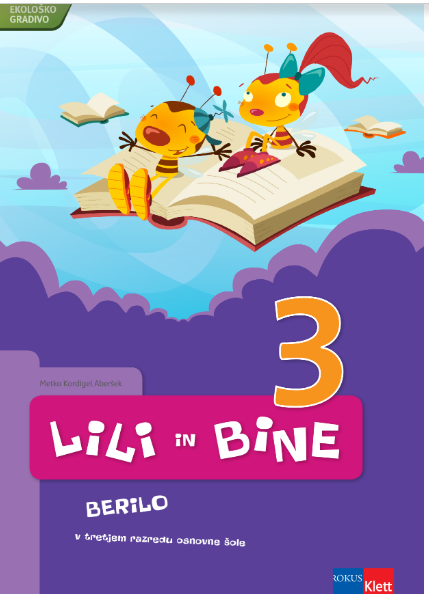 EKOLOŠKO
GRADIVO
3
Metka Kordigel Aberšek
LiLi iN BiNE
BERiLO
v tretjem razredu osnovne šole
ROKUS Klett